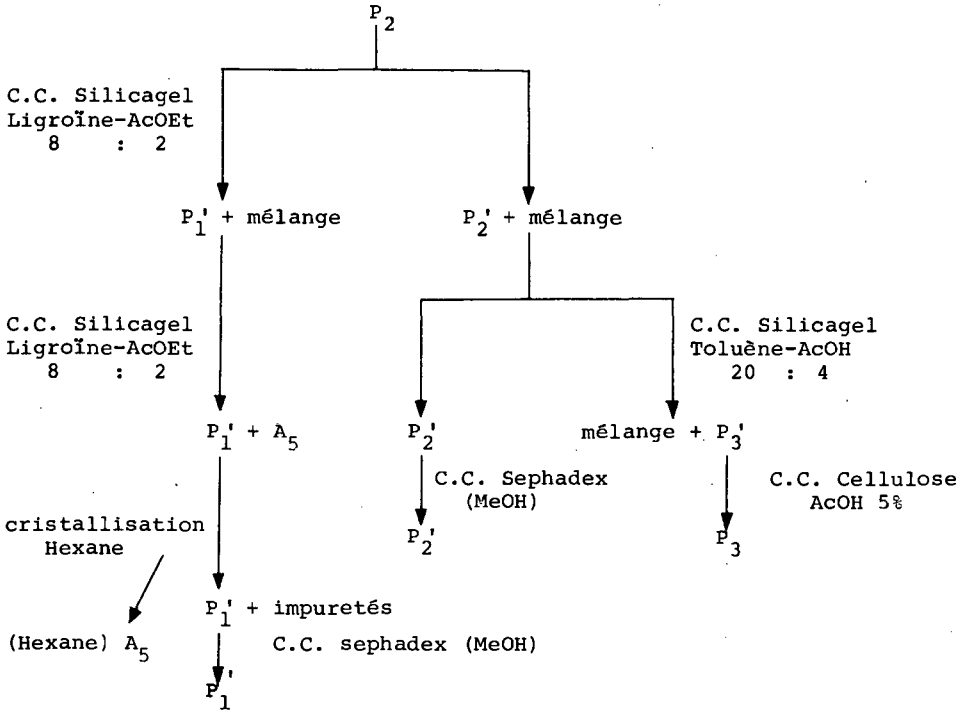 P2
C.C. Silicagel
Ligroïne-AcOEt
8 : 2
P1' + mélange
P2' + mélange
C.C. Silicagel
Ligroïne-AcOEt
8 : 2
C.C. Silicagel
Toluène-AcOH
20 : 4
P1' + A5
P2'
mélange + P3'
C.C. Sephadex
(MeOH)
C.C. Cellulose
AcOH 5%
cristallisation
Hexane
P2'
P3
P1' + impuretés
(Hexane) A5
C.C. sephadex (MeOH)
P1'